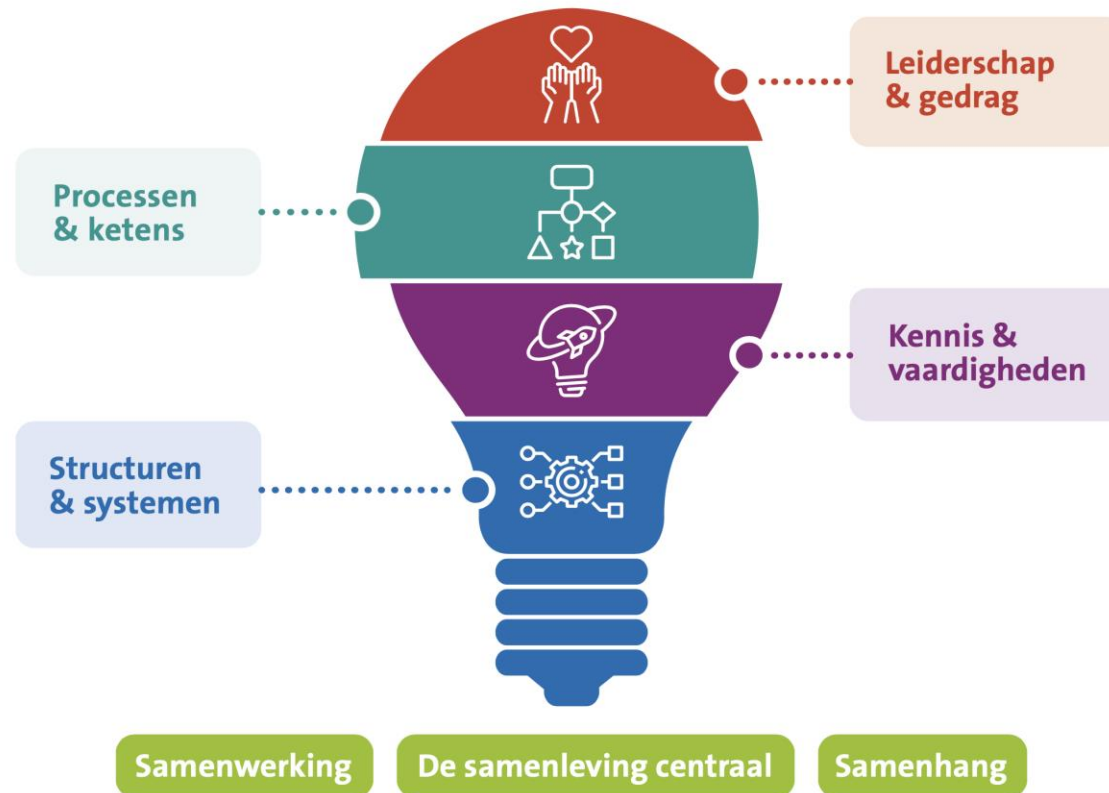 Leiderschap
& gedrag
Processen
& ketens
Kennis &
vaardigheden
Structuren
& systemen
Samenwerking
De samenleving centraal
Samenhang